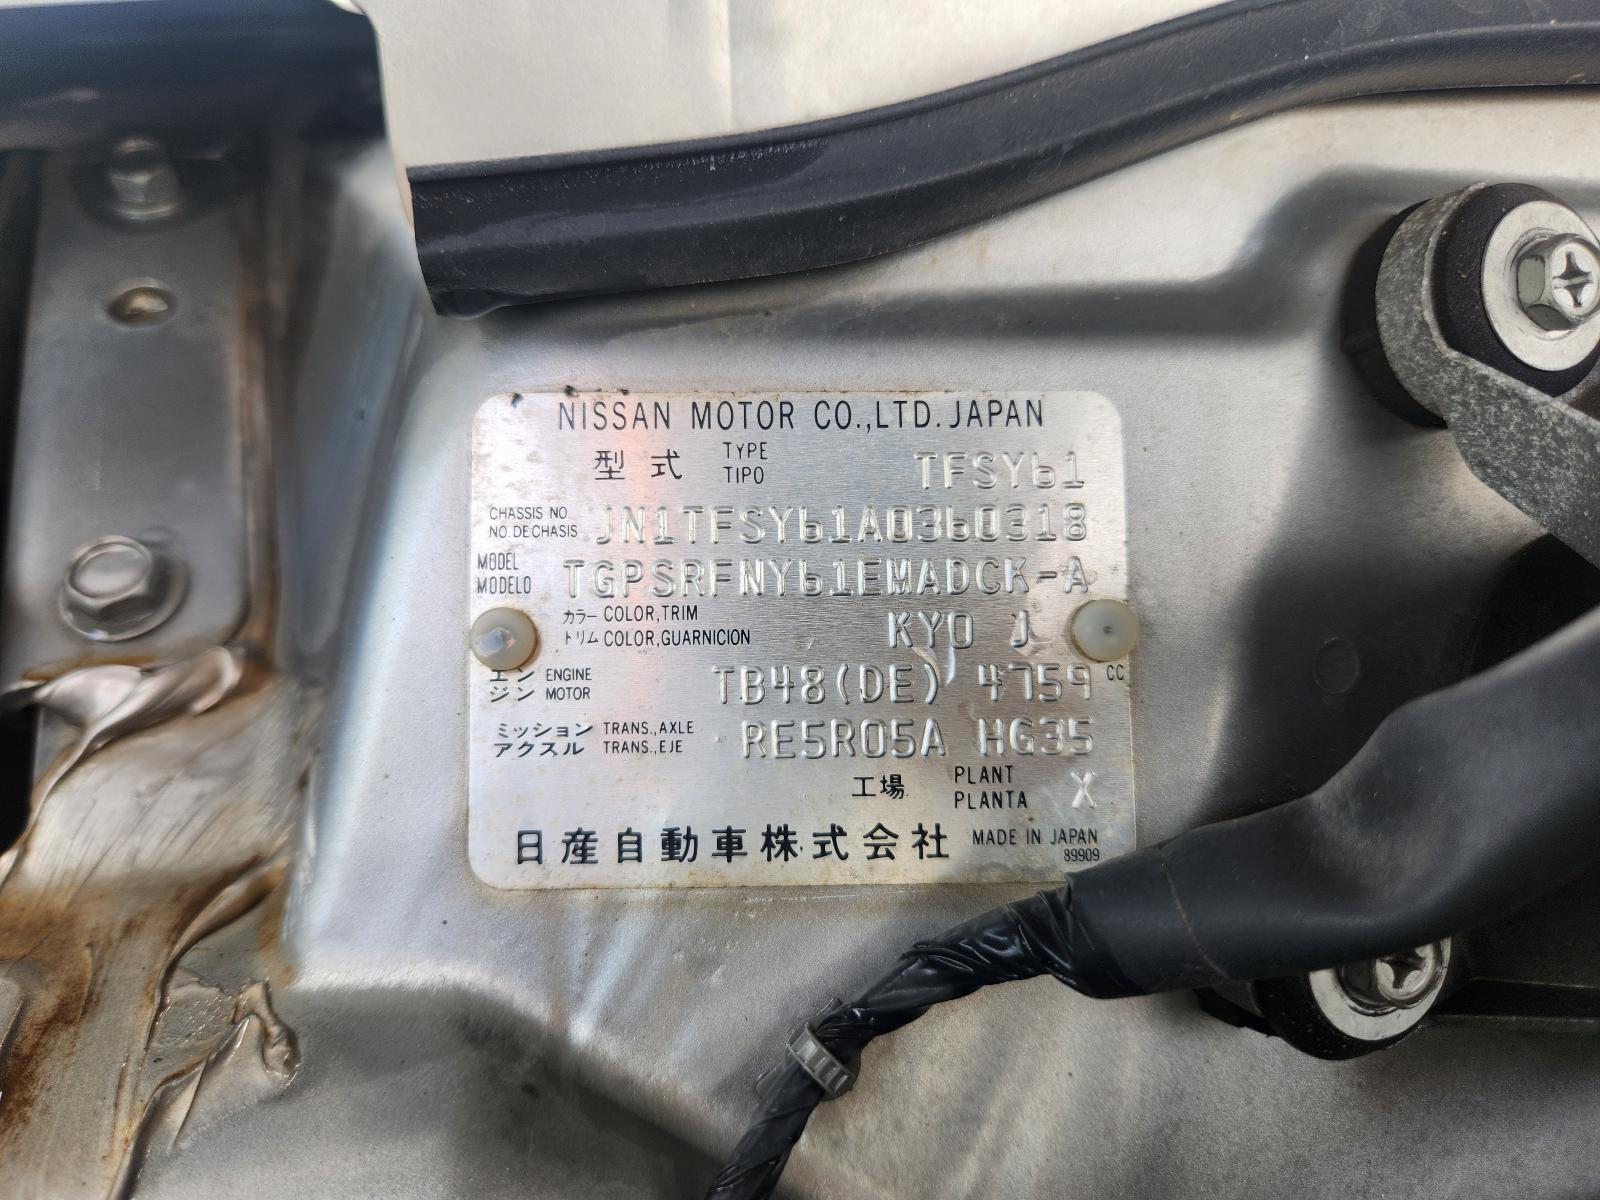 NISSAN MOTOR CO.,LTD. JAPAN
型式 TYPE TIPO TFSY61
CHASSIS NO. NO. DE CHASIS JN1TFSY61A0360318
MODEL MODELO TGPSRFNY61EMADCK-A
カラー COLOR,TRIM トリム COLOR,GUARNICION KY0 J
エンジン ENGINE MOTOR TB48(DE) 4759 CC
ミッション TRANS.,AXLE アクスル TRANS.,EJE RE5R05A HG35
工場 PLANT PLANTA X
日産自動車株式会社 MADE IN JAPAN
89909